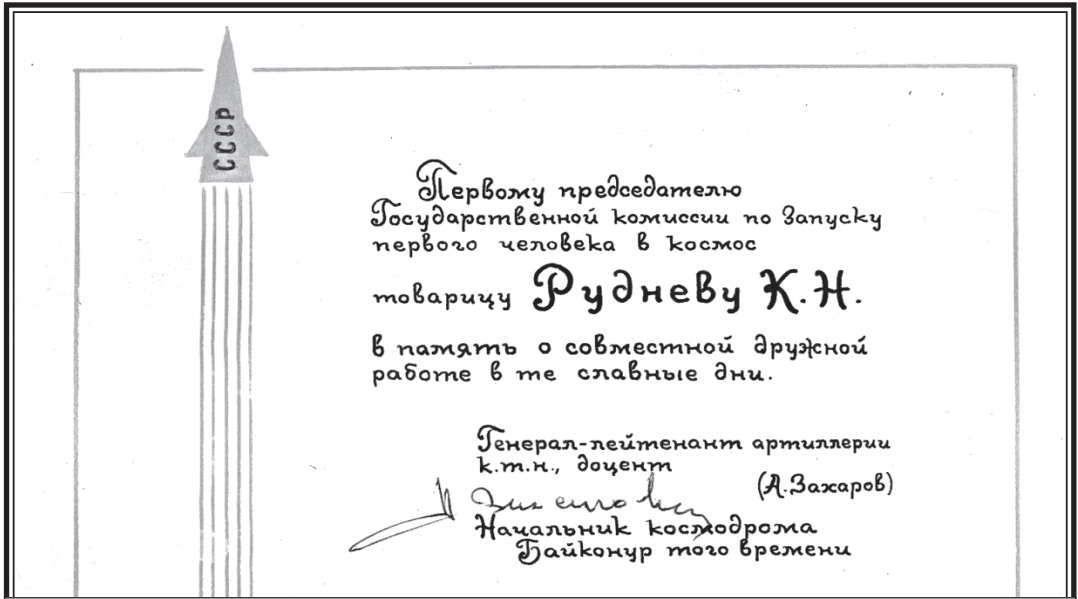 СССР
Первому председателю
Государственной комиссии по Запуску
первого человека в космос
товарищу Рудневу К.Н.
в память о совместной дружной
работе в те славные дни.
Генерал-лейтенант артиллерии
к.т.н., доцент
(А.Захаров)
Начальник космодрома
Байконур того времени